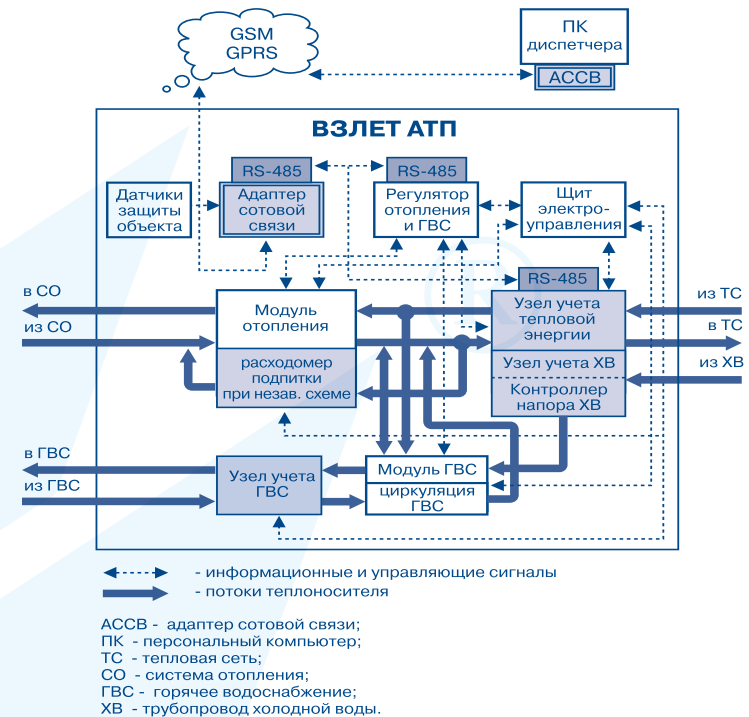 GSM
GPRS
ПК
диспетчера
АССВ
ВЗЛЕТ АТП
RS-485
RS-485
Датчики
защиты
объекта
Адаптер
сотовой
связи
Регулятор
отопления
и ГВС
Щит
электро-
управления
RS-485
в СО
из СО
Модуль
отопления
расходомер
подпитки
при незав. схеме
Узел учета
тепловой
энергии
Узел учета ХВ
Контроллер
напора ХВ
из ТС
в ТС
из ХВ
в ГВС
из ГВС
Узел учета
ГВС
Модуль ГВС
циркуляция
ГВС
- информационные и управляющие сигналы
- потоки теплоносителя
АССВ - адаптер сотовой связи;
ПК - персональный компьютер;
ТС - тепловая сеть;
СО - система отопления;
ГВС - горячее водоснабжение;
ХВ - трубопровод холодной воды.